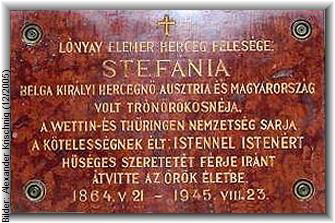 LÓNYAY ELEMÉR HERCEG FELESÉGE:
STEFÁNIA
BELGA KIRÁLYI HERCEGNŐ, AUSZTRIA ÉS MAGYARORSZÁG
VOLT TRÓNÖRÖKÖSNÉJA.
A WETTIN-ÉS THÜRINGEN NEMZETSÉG SARJA
A KÖTELESSÉGNEK ÉLT: ISTENNEL ISTENÉRT
HŰSÉGES SZERETETÉT FÉRJE IRÁNT
ÁTVITTE AZ ÖRÖK ÉLETBE.
1864. V. 21 - 1945. VIII. 23.
Bilder: Alexander Krischnig (12/2005)